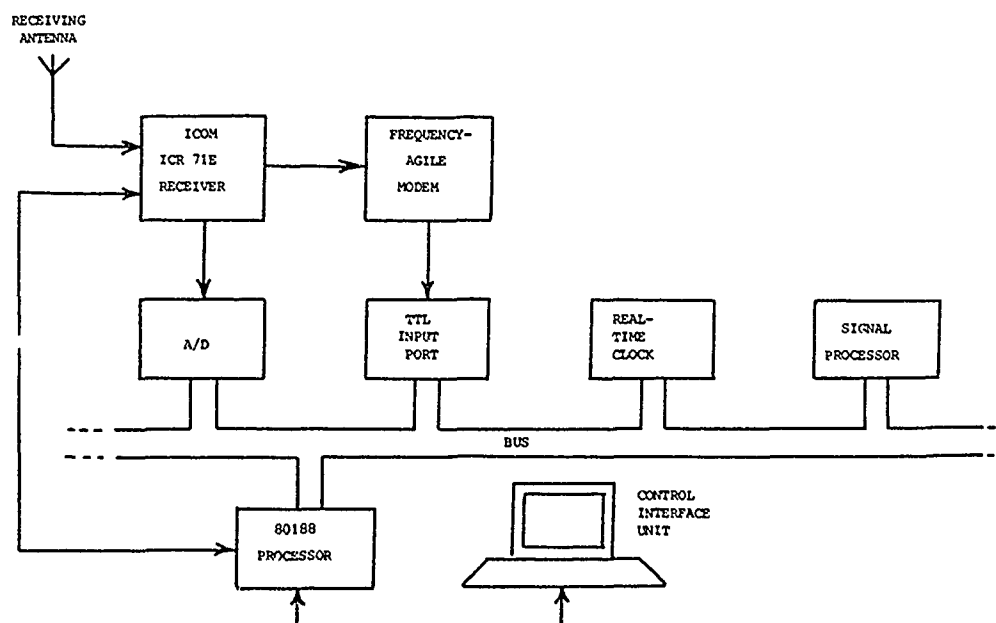 RECEIVING
ANTENNA
ICOM
ICR 71E
RECEIVER
FREQUENCY-
AGILE
MODEM
A/D
TTL
INPUT
PORT
REAL-
TIME
CLOCK
SIGNAL
PROCESSOR
BUS
80188
PROCESSOR
CONTROL
INTERFACE
UNIT